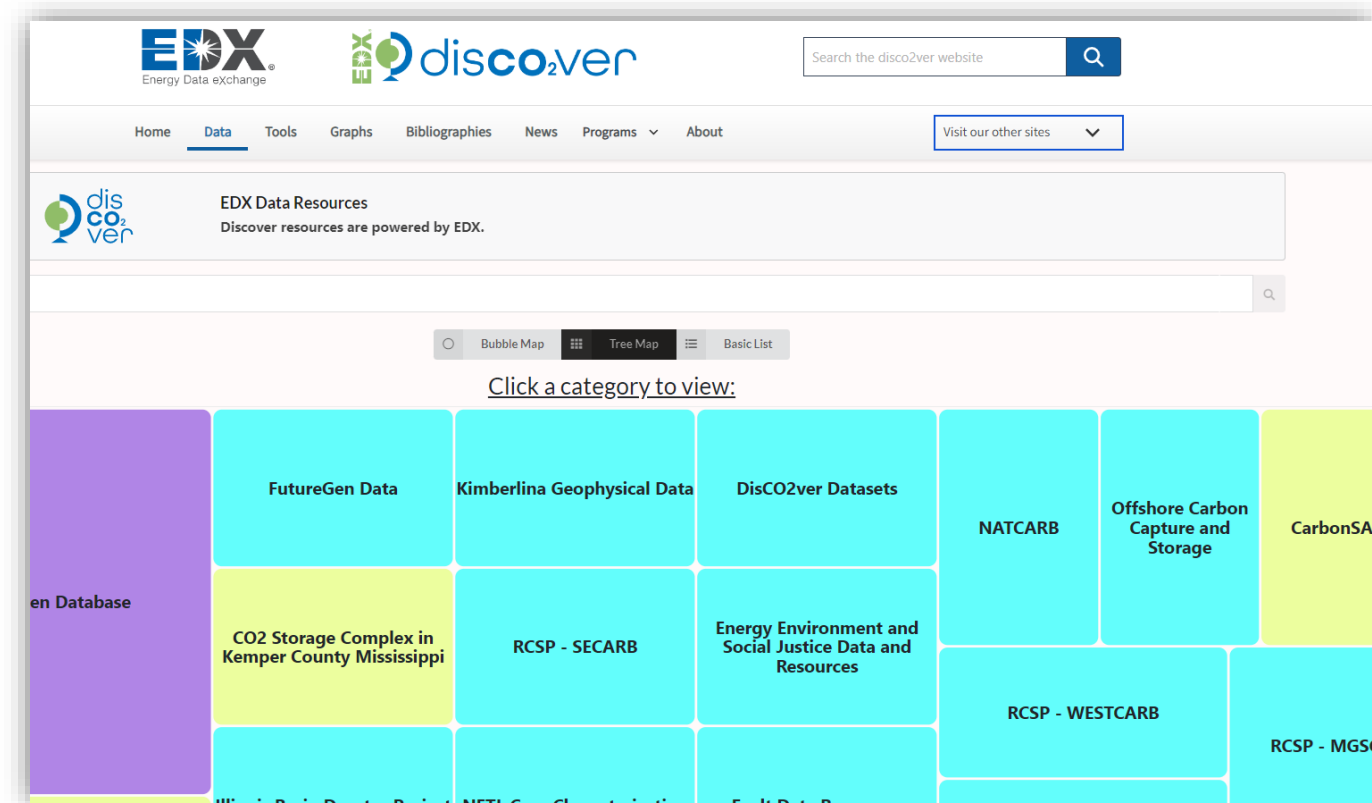 EDX®
Energy Data eXchange
EDX disco₂ver
Search the disco2ver website
Home Data Tools Graphs Bibliographies News Programs About
Visit our other sites
dis
co₂
ver
EDX Data Resources
Discover resources are powered by EDX.
Bubble Map Tree Map Basic List
Click a category to view:
en Database
FutureGen Data
Kimberlina Geophysical Data
DisCO2ver Datasets
NATCARB
Offshore Carbon
Capture and
Storage
CarbonSA
CO2 Storage Complex in
Kemper County Mississippi
RCSP - SECARB
Energy Environment and
Social Justice Data and
Resources
RCSP - WESTCARB
RCSP - MGS